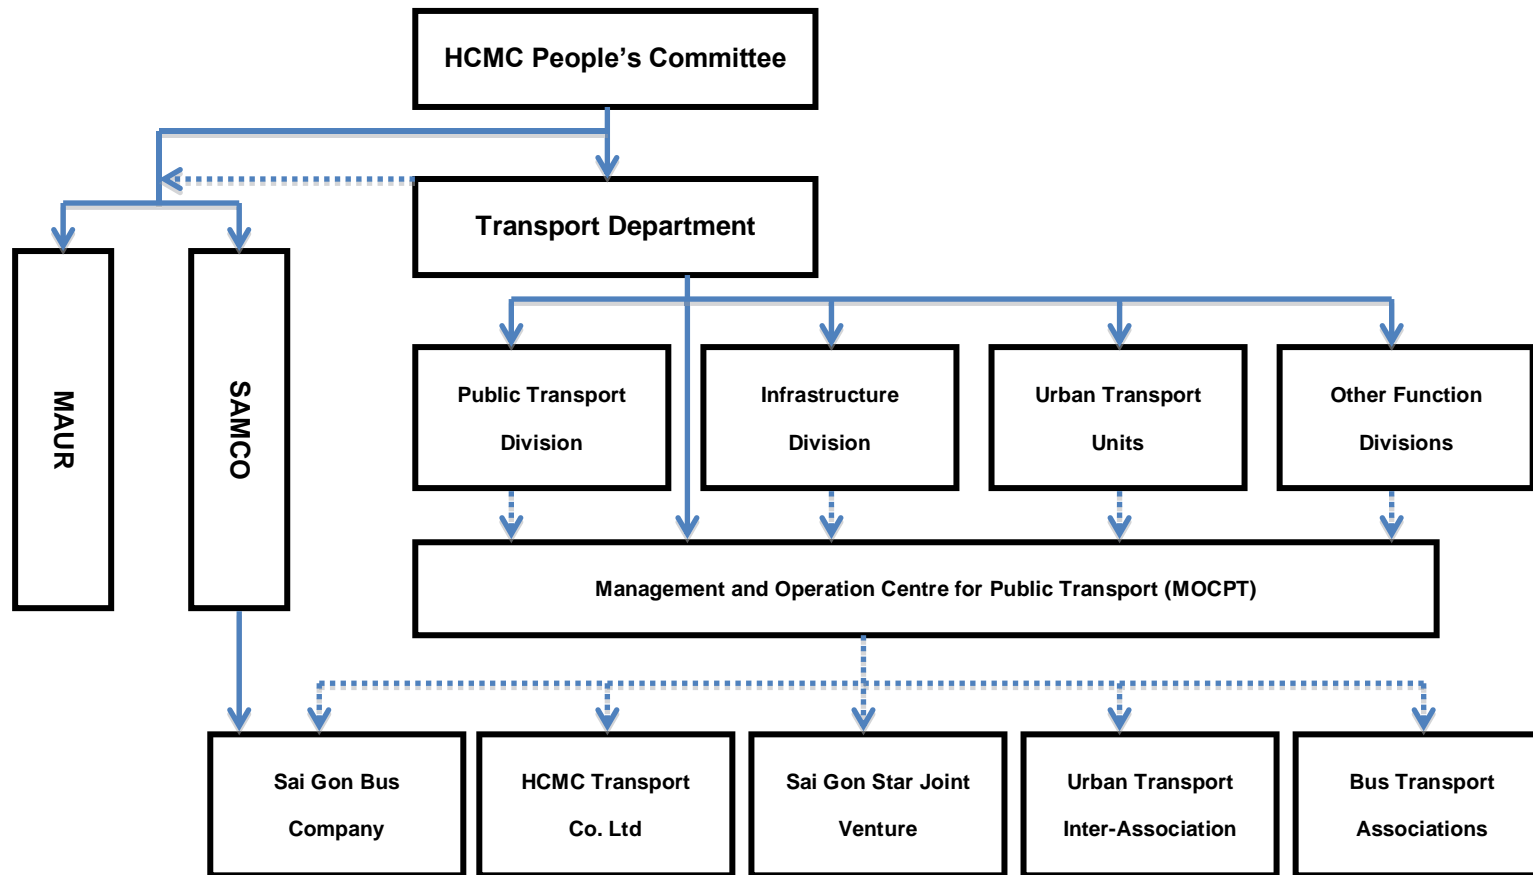 HCMC People’s Committee
Transport Department
MAUR
SAMCO
Public Transport
Division
Infrastructure
Division
Urban Transport
Units
Other Function
Divisions
Management and Operation Centre for Public Transport (MOCPT)
Sai Gon Bus
Company
HCMC Transport
Co. Ltd
Sai Gon Star Joint
Venture
Urban Transport
Inter-Association
Bus Transport
Associations